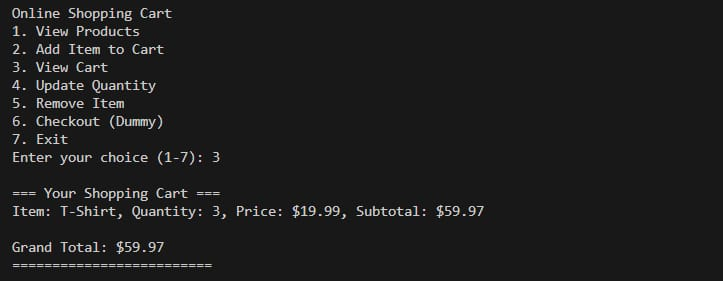 Online Shopping Cart
1. View Products
2. Add Item to Cart
3. View Cart
4. Update Quantity
5. Remove Item
6. Checkout (Dummy)
7. Exit
Enter your choice (1-7): 3
=== Your Shopping Cart ===
Item: T-Shirt, Quantity: 3, Price: $19.99, Subtotal: $59.97
Grand Total: $59.97
=========================